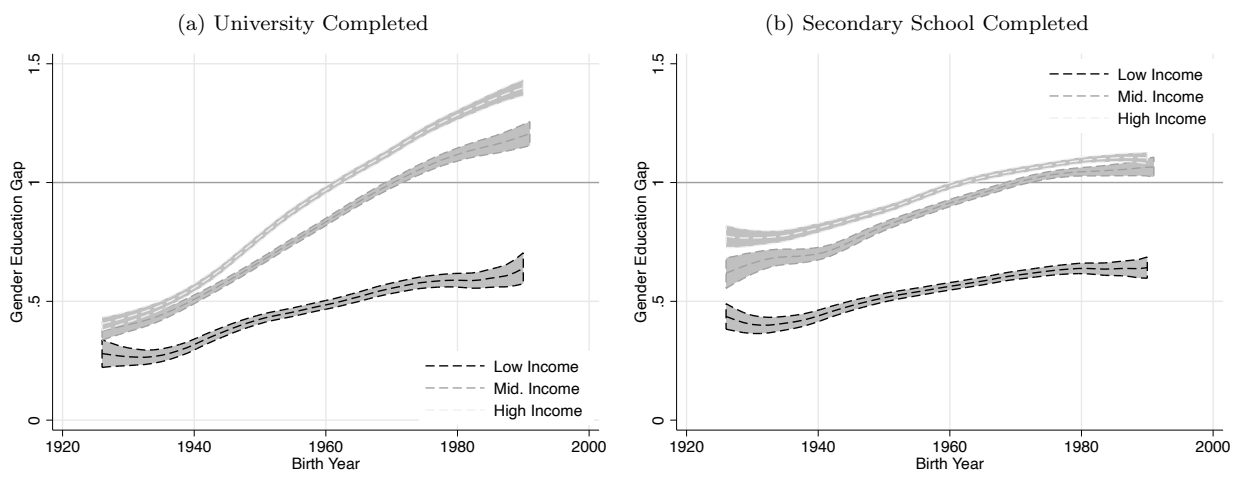 (a) University Completed
1.5
1
.5
0
Gender Education Gap
Low Income
Mid. Income
High Income
1920
1940
1960
1980
2000
Birth Year
(b) Secondary School Completed
1.5
1
.5
0
Gender Education Gap
Low Income
Mid. Income
High Income
1920
1940
1960
1980
2000
Birth Year